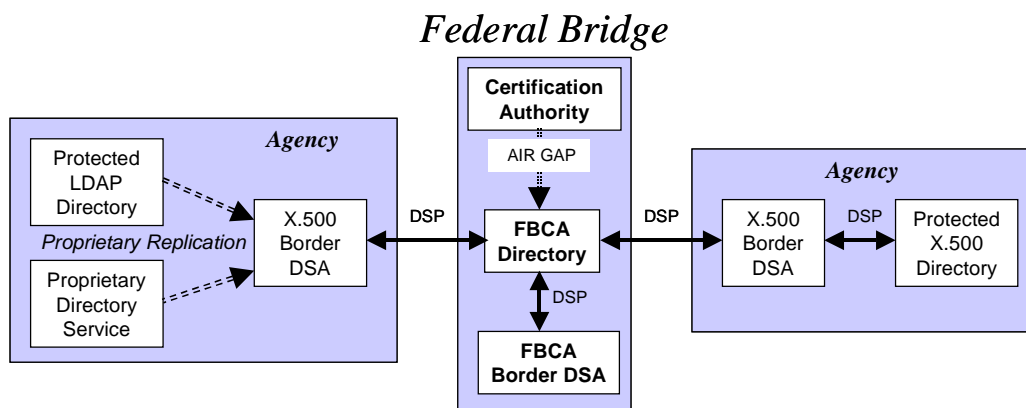 Federal Bridge
Agency
Protected
LDAP
Directory
Proprietary Replication
Proprietary
Directory
Service
X.500
Border
DSA
DSP
Certification
Authority
AIR GAP
FBCA
Directory
DSP
FBCA
Border DSA
DSP
Agency
X.500
Border
DSA
DSP
Protected
X.500
Directory